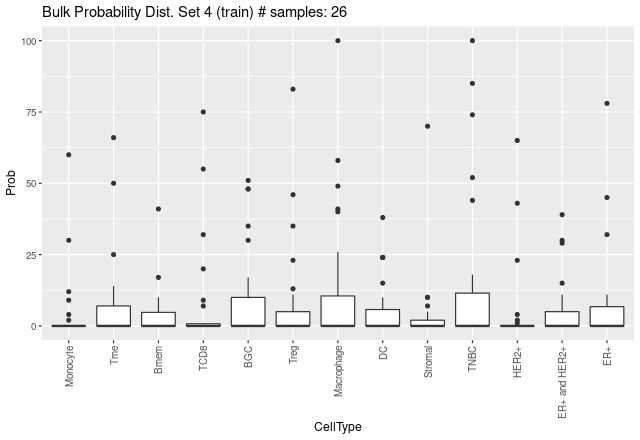 Bulk Probability Dist. Set 4 (train) # samples: 26
100
75
50
25
0
Prob
Monocyte
Tme
Bmem
TCD8
BGC
Treg
Macrophage
DC
Stromal
TNBC
HER2+
ER+ and HER2+
ER+
CellType